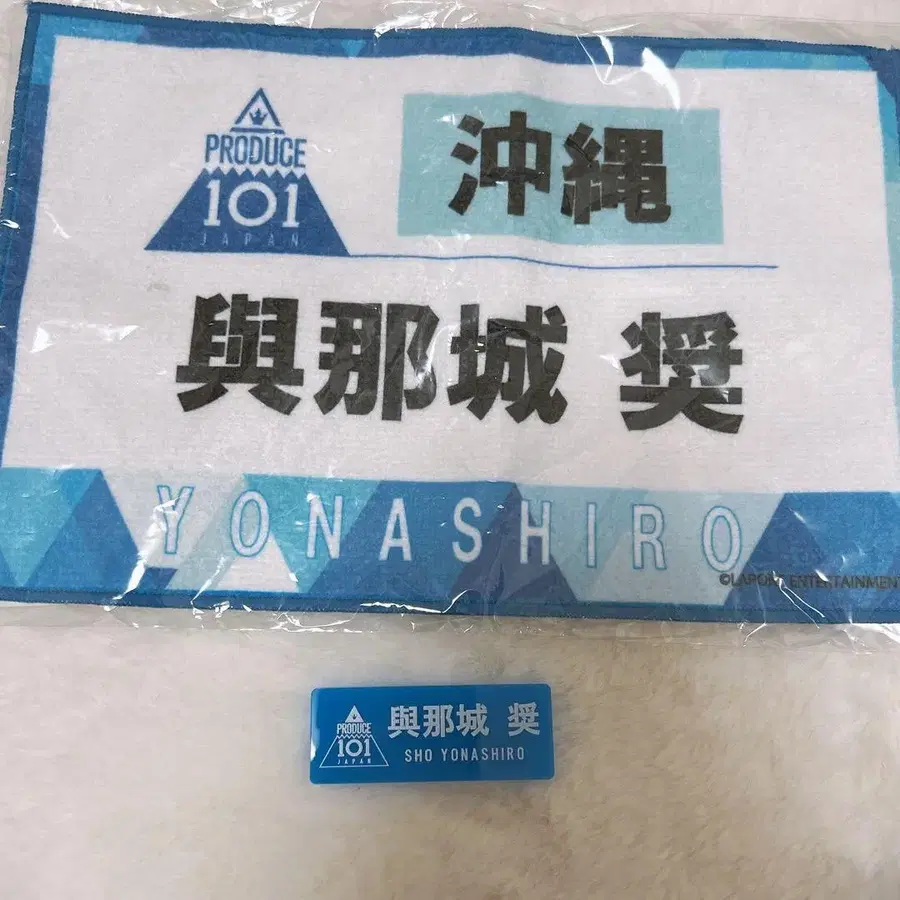 PRODUCE
101
JAPAN
沖縄
與那城 奨
YONASHIRO
©LAPONE ENTERTAINMENT
PRODUCE
101
JAPAN
與那城 奨
SHO YONASHIRO